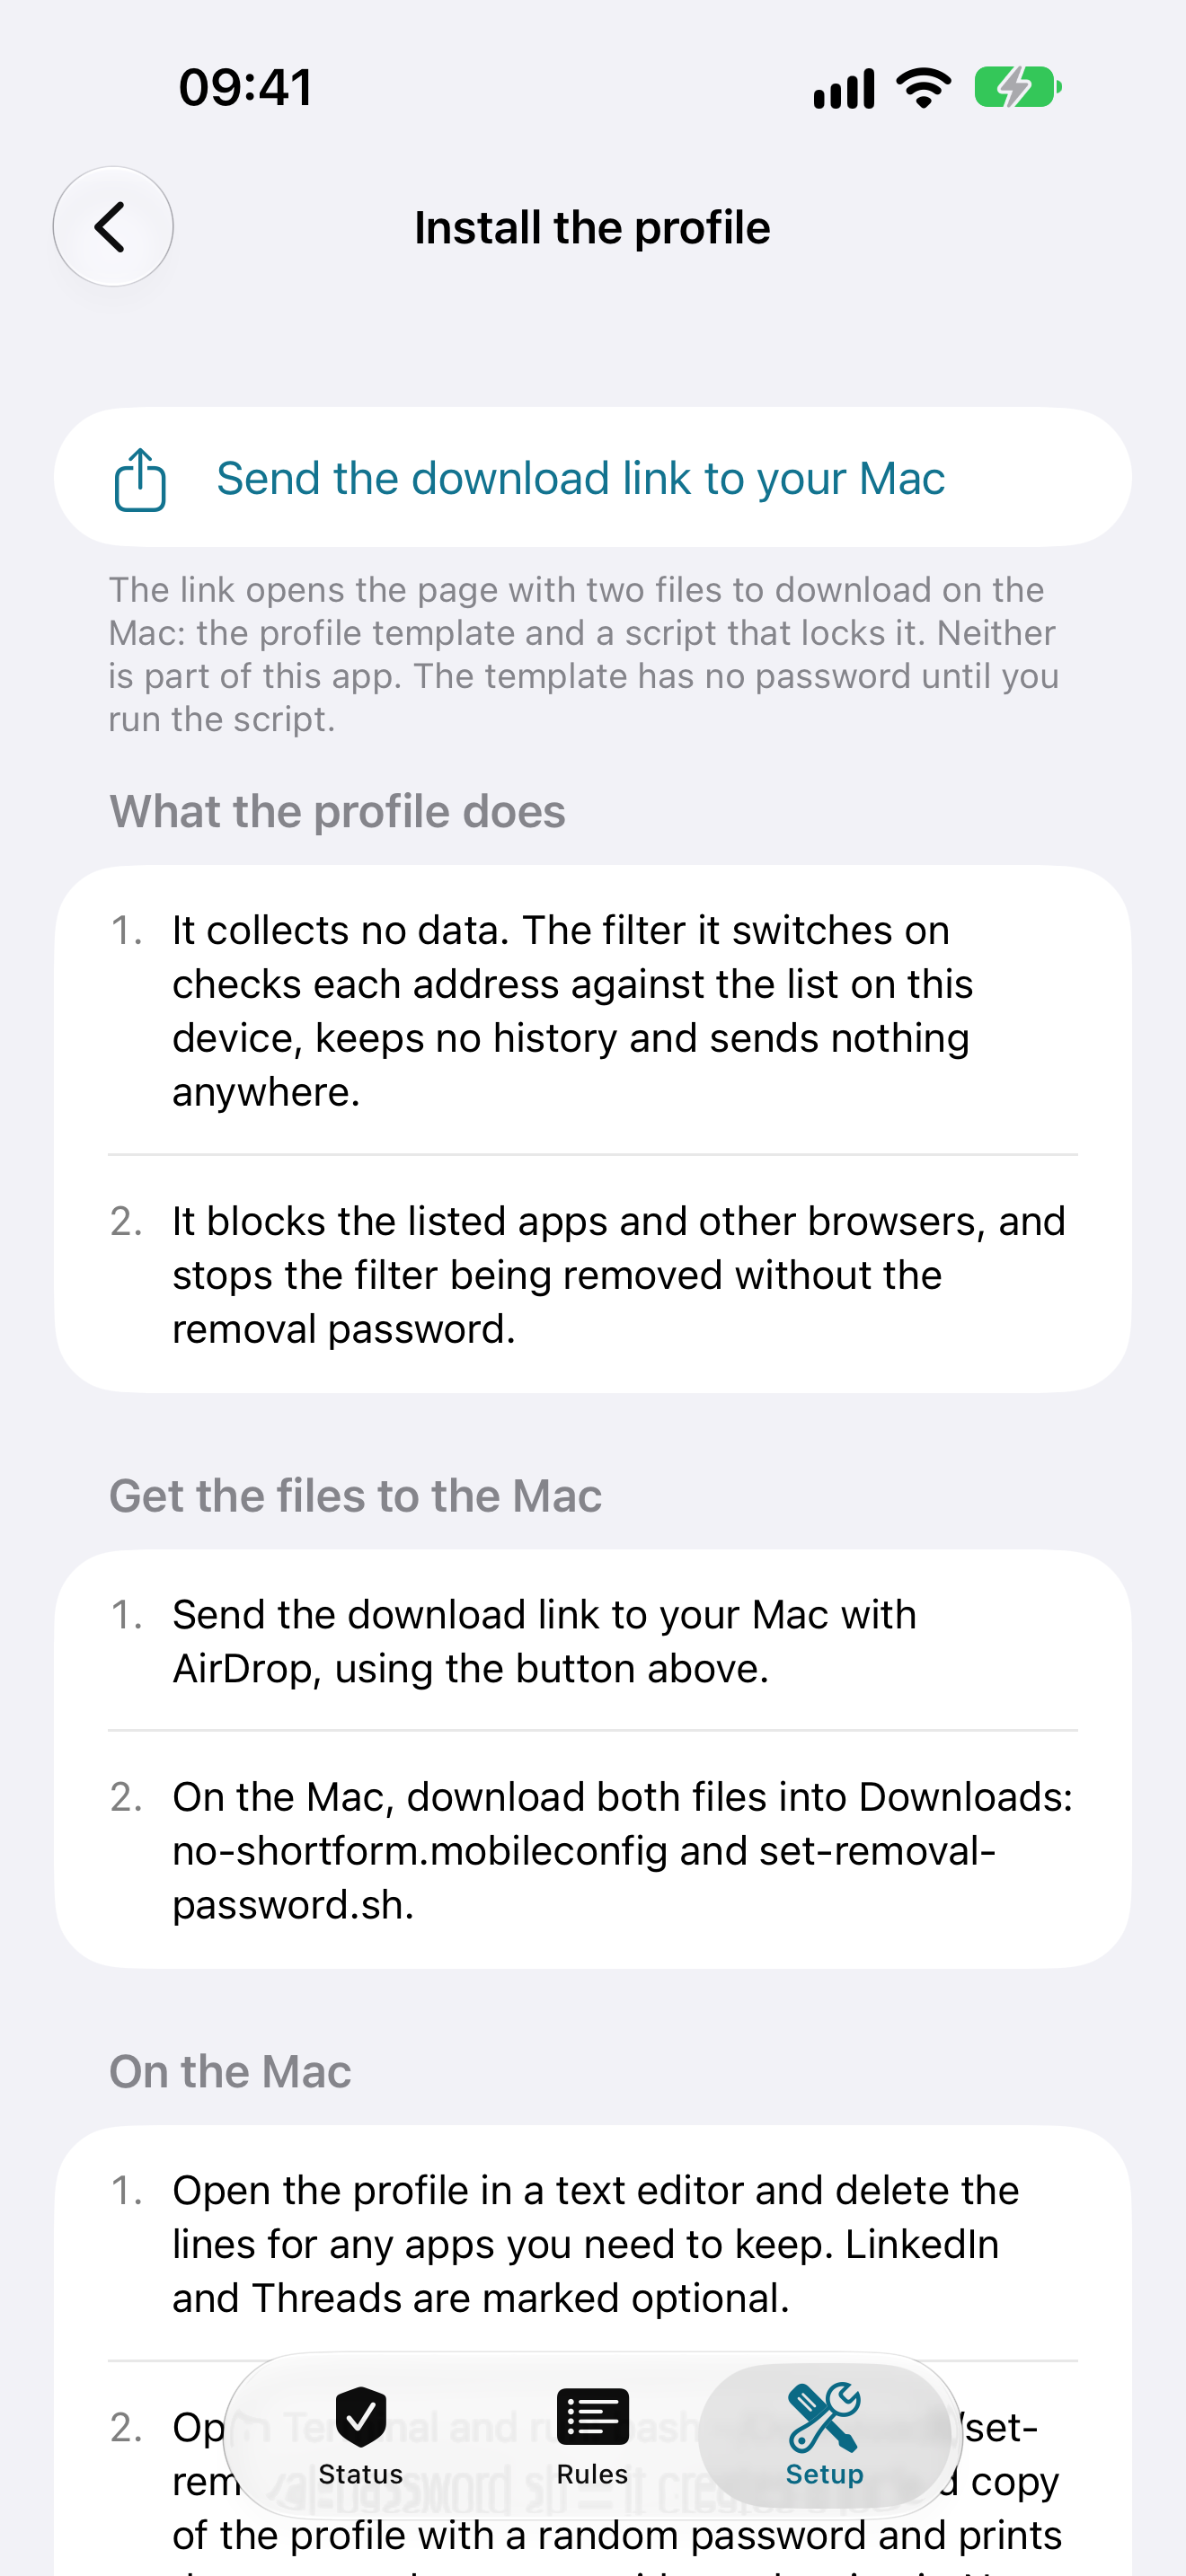 09:41
Install the profile
Send the download link to your Mac
The link opens the page with two files to download on the
Mac: the profile template and a script that locks it. Neither
is part of this app. The template has no password until you
run the script.
What the profile does
1. It collects no data. The filter it switches on
checks each address against the list on this
device, keeps no history and sends nothing
anywhere.
2. It blocks the listed apps and other browsers, and
stops the filter being removed without the
removal password.
Get the files to the Mac
1. Send the download link to your Mac with
AirDrop, using the button above.
2. On the Mac, download both files into Downloads:
no-shortform.mobileconfig and set-removal-
password.sh.
On the Mac
1. Open the profile in a text editor and delete the
lines for any apps you need to keep. LinkedIn
and Threads are marked optional.
2. Op Terminal and ru bash /set-
rem copy
of the profile with a random password and prints
Status Rules Setup